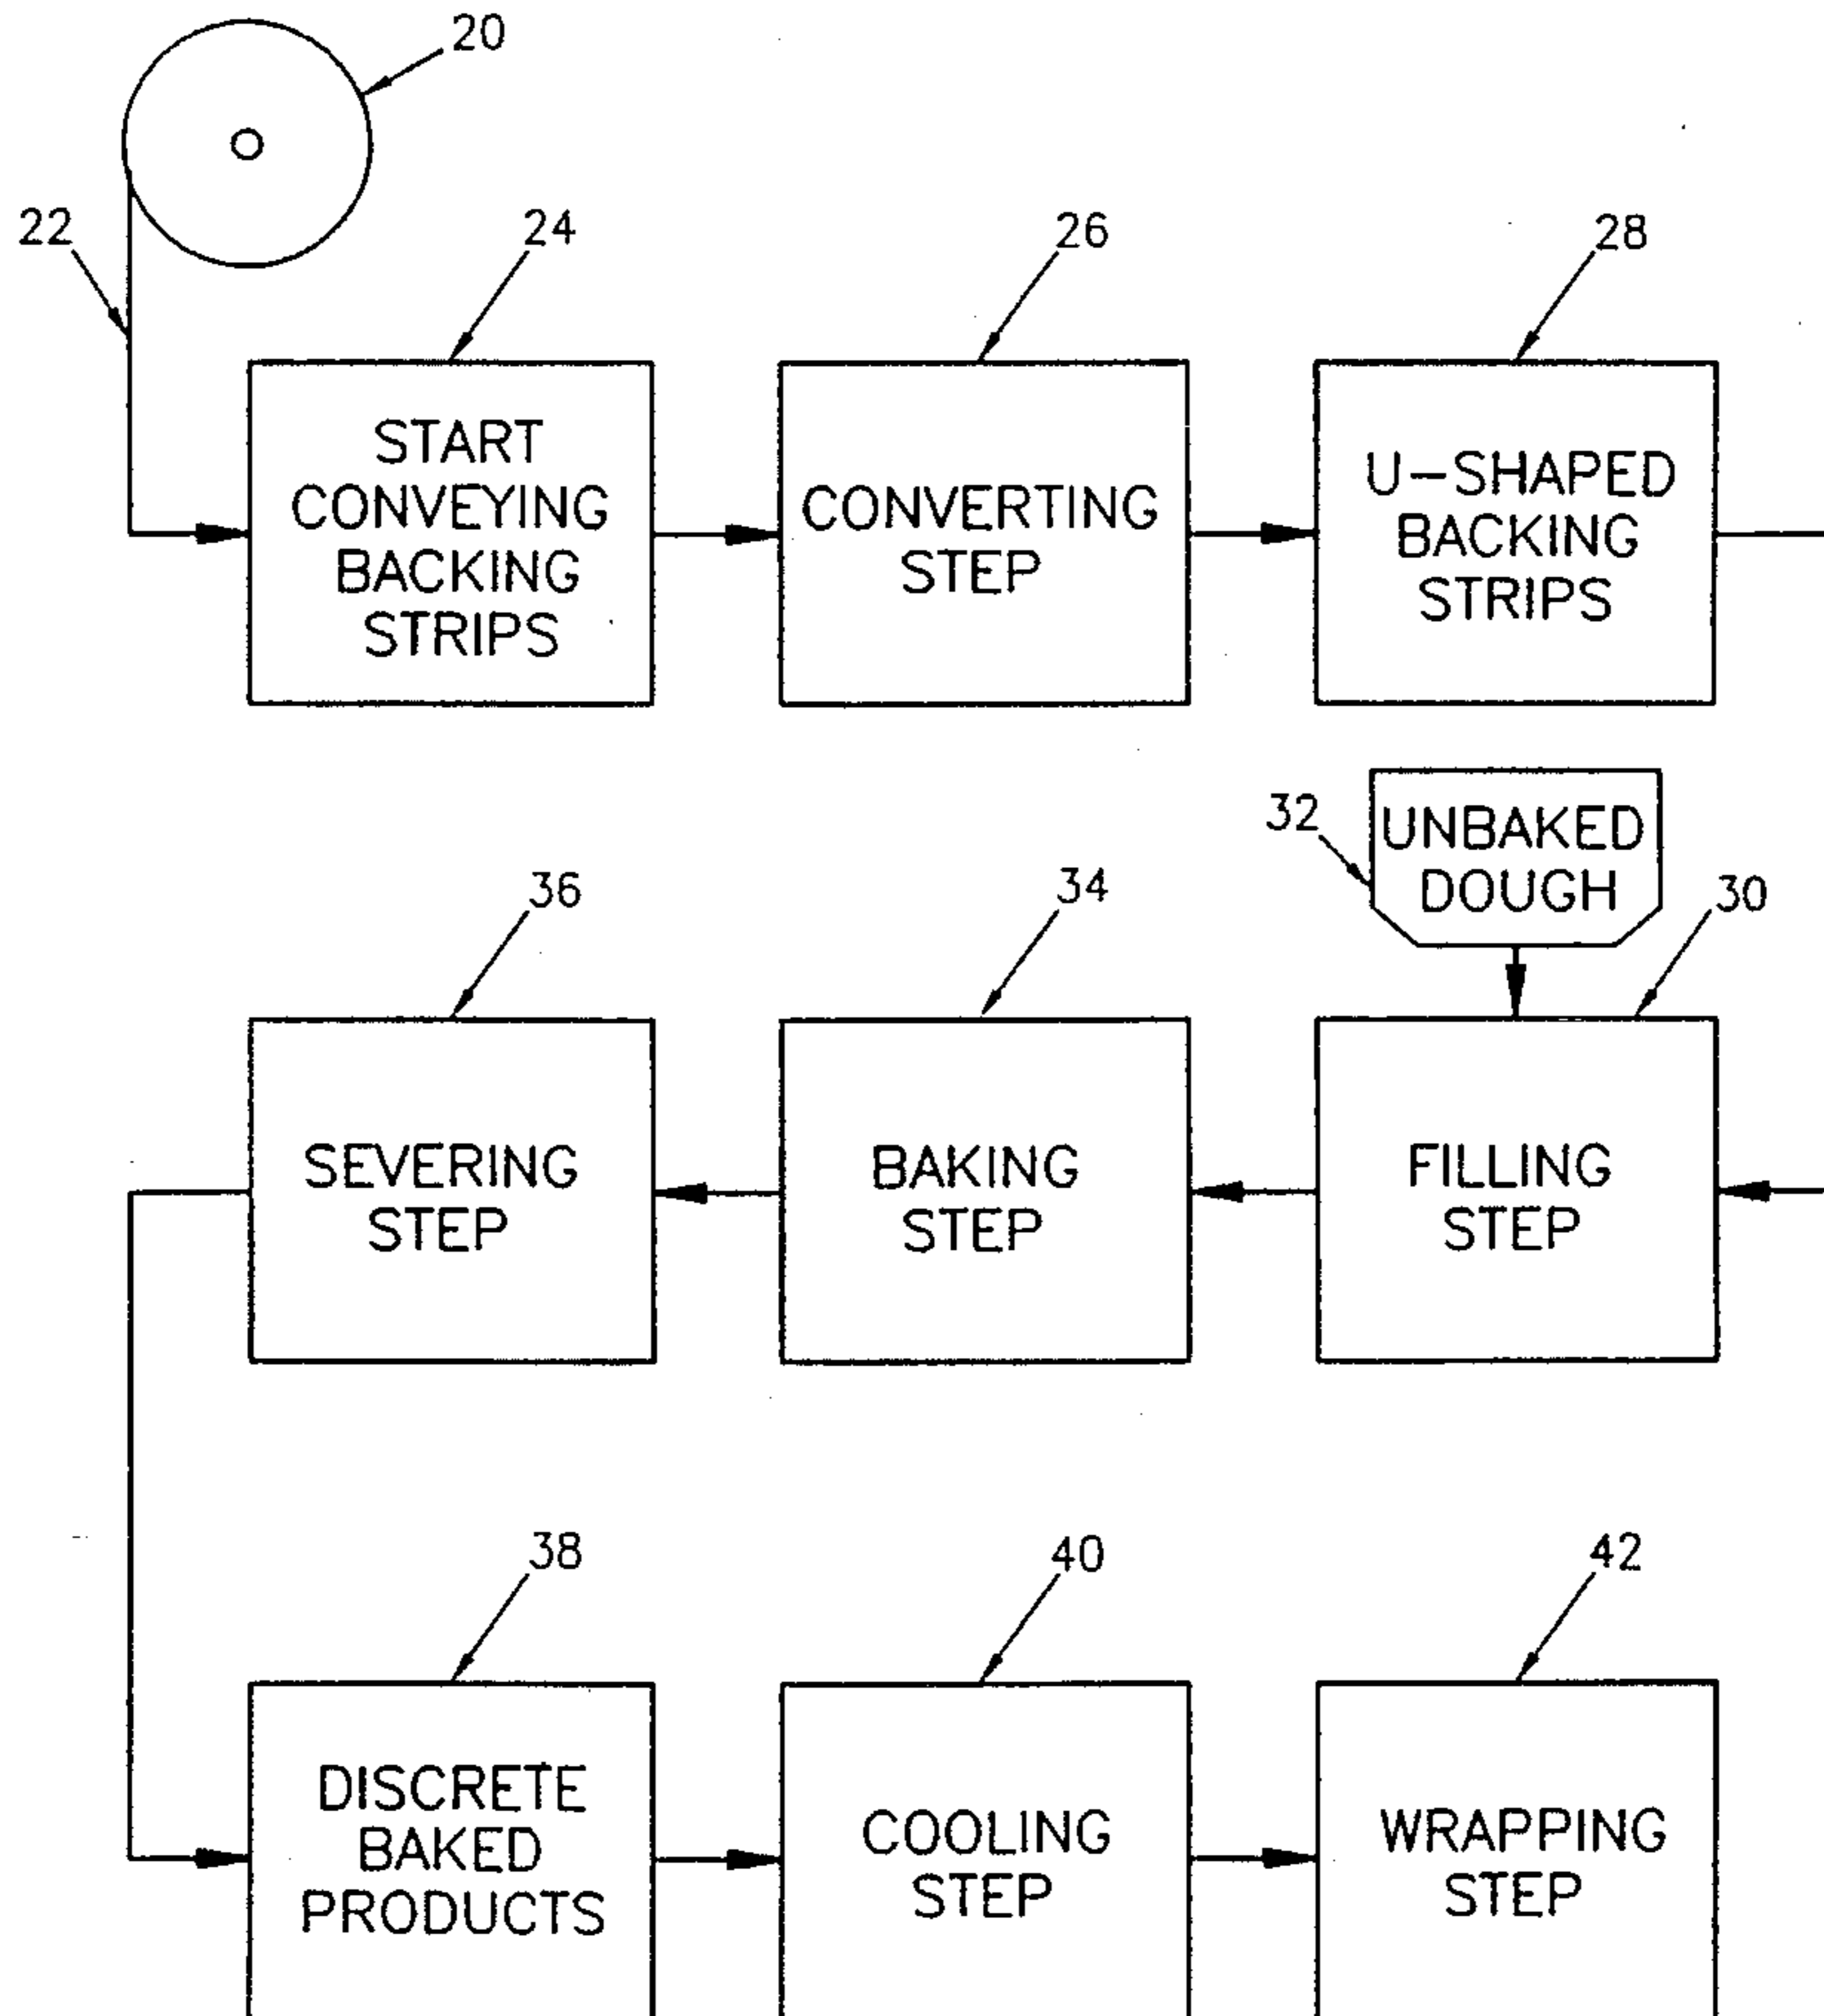 20
22
24
26
28
START
CONVEYING
BACKING
STRIPS
CONVERTING
STEP
U-SHAPED
BACKING
STRIPS
32
UNBAKED
DOUGH
30
36
34
SEVERING
STEP
BAKING
STEP
FILLING
STEP
38
40
42
DISCRETE
BAKED
PRODUCTS
COOLING
STEP
WRAPPING
STEP